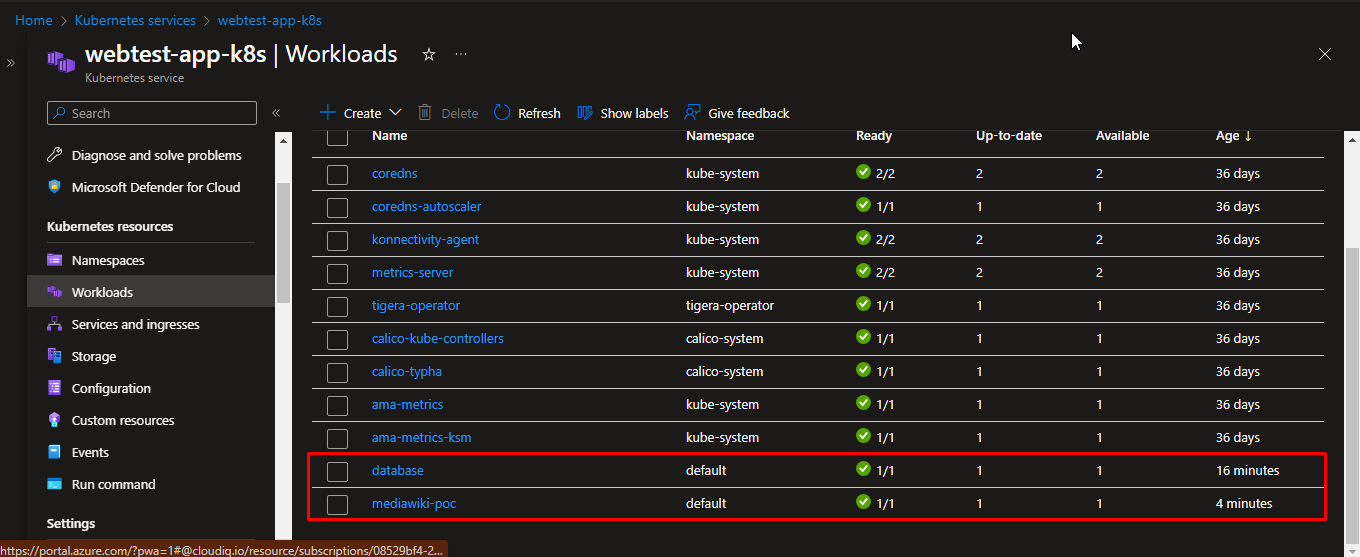 Home > Kubernetes services > webtest-app-k8s
webtest-app-k8s | Workloads
Kubernetes service
Search
Create Delete Refresh Show labels Give feedback
Diagnose and solve problems
Microsoft Defender for Cloud
Kubernetes resources
Namespaces
Workloads
Services and ingresses
Storage
Configuration
Custom resources
Events
Run command
Settings
Name Namespace Ready Up-to-date Available Age ↓
coredns kube-system 2/2 2 2 36 days
coredns-autoscaler kube-system 1/1 1 1 36 days
konnectivity-agent kube-system 2/2 2 2 36 days
metrics-server kube-system 2/2 2 2 36 days
tigera-operator tigera-operator 1/1 1 1 36 days
calico-kube-controllers calico-system 1/1 1 1 36 days
calico-typha calico-system 1/1 1 1 36 days
ama-metrics kube-system 1/1 1 1 36 days
ama-metrics-ksm kube-system 1/1 1 1 36 days
database default 1/1 1 1 16 minutes
mediawiki-poc default 1/1 1 1 4 minutes
https://portal.azure.com/?pwa=1#@cloudiq.io/resource/subscriptions/08529bf4-2...